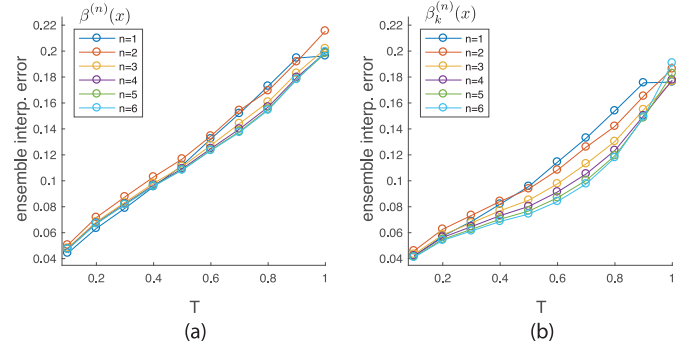 β^(n)(x)
ensemble interp. error
0.22
0.2
0.18
0.16
0.14
0.12
0.1
0.08
0.06
0.04
n=1
n=2
n=3
n=4
n=5
n=6
0.2 0.4 0.6 0.8 1
T
(a)
β_k^(n)(x)
ensemble interp. error
0.22
0.2
0.18
0.16
0.14
0.12
0.1
0.08
0.06
0.04
n=1
n=2
n=3
n=4
n=5
n=6
0.2 0.4 0.6 0.8 1
T
(b)